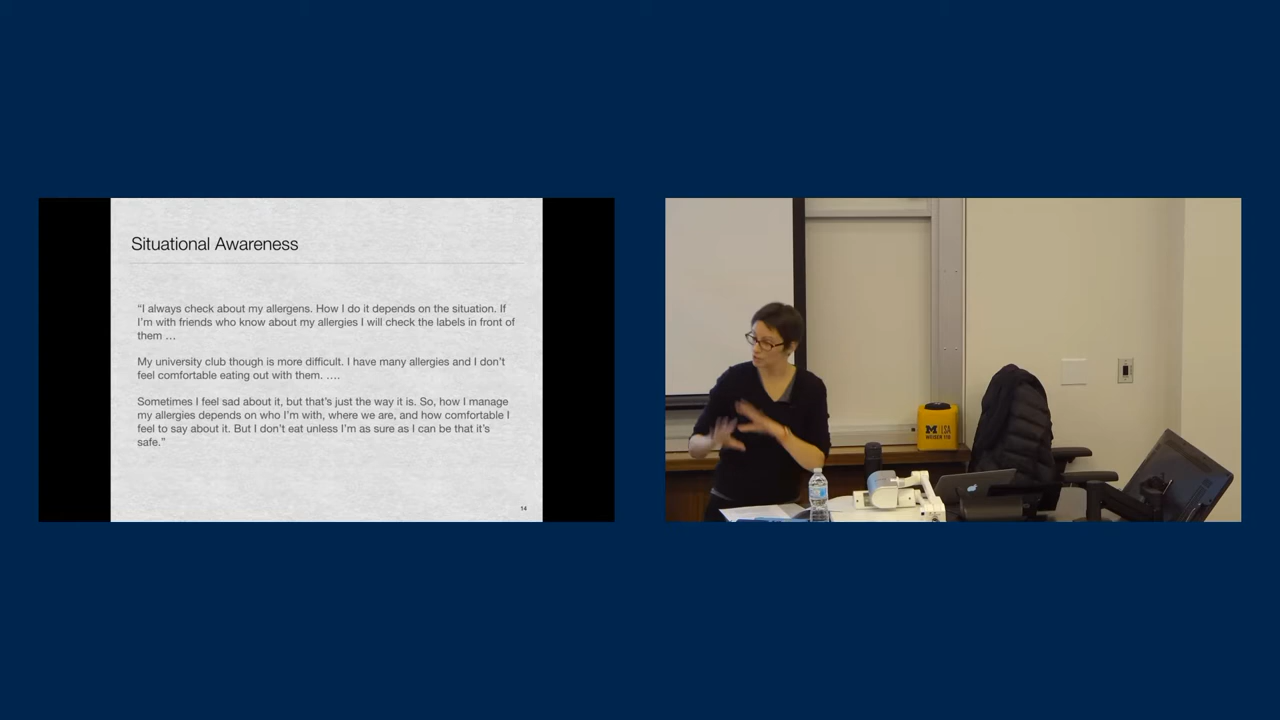 Situational Awareness
“I always check about my allergens. How I do it depends on the situation. If
I’m with friends who know about my allergies I will check the labels in front of
them …
My university club though is more difficult. I have many allergies and I don’t
feel comfortable eating out with them. ….
Sometimes I feel sad about it, but that’s just the way it is. So, how I manage
my allergies depends on who I’m with, where we are, and how comfortable I
feel to say about it. But I don’t eat unless I’m as sure as I can be that it’s
safe.”
14
M LSA
WEISER 110